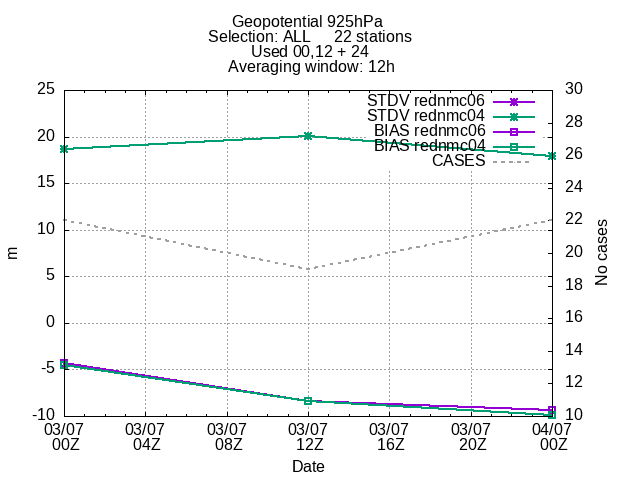 Geopotential 925hPa
Selection: ALL 22 stations
Used 00,12 + 24
Averaging window: 12h
25
20
15
10
5
0
-5
-10
m
30
28
26
24
22
20
18
16
14
12
10
No cases
STDV rednmc06
STDV rednmc04
BIAS rednmc06
BIAS rednmc04
CASES
03/07 03/07 03/07 03/07 03/07 03/07 04/07
00Z 04Z 08Z 12Z 16Z 20Z 00Z
Date